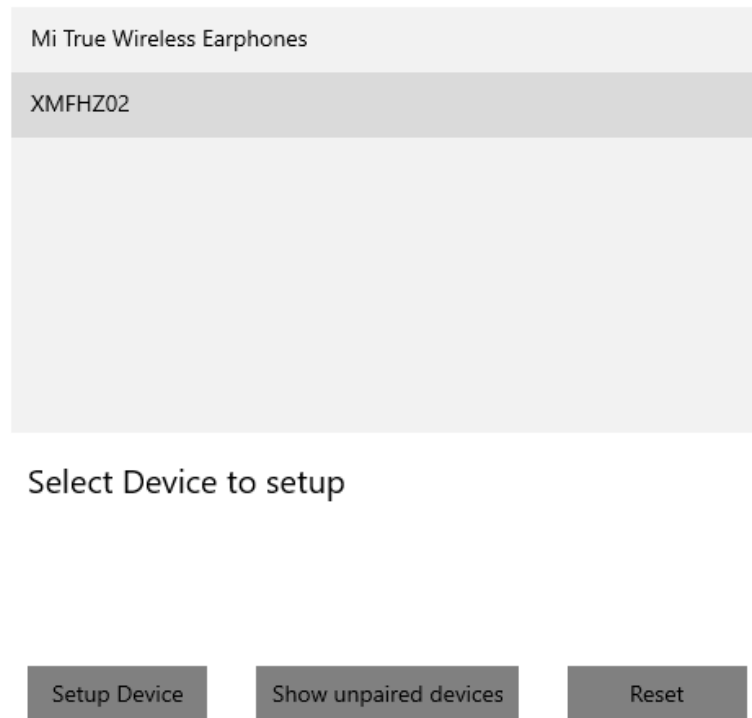 Mi True Wireless Earphones
XMFHZ02
Select Device to setup
Setup Device
Show unpaired devices
Reset